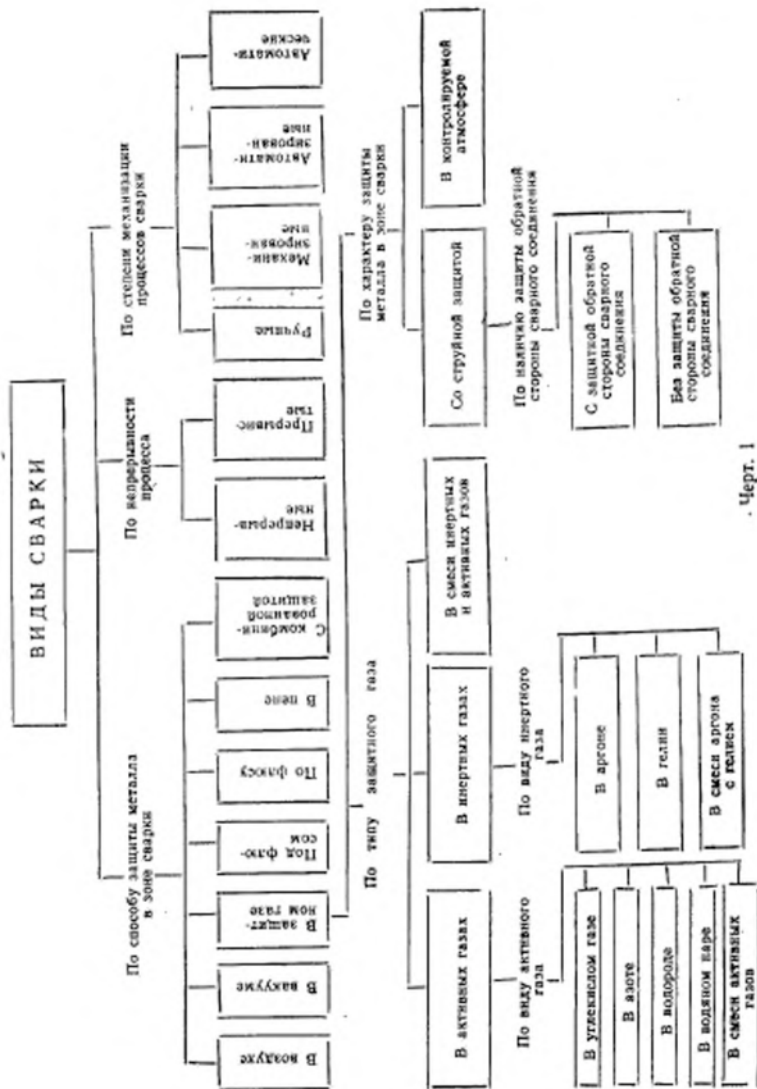 ВИДЫ СВАРКИ
По способу защиты металла
в зоне сварки
По непрерывности
процесса
По степени механизации
процессов сварки
В воздухе
В вакууме
В защит-
ном газе
Под флю-
сом
По флюсу
В пене
С комбини-
рованной
защитой
Непрерыв-
ные
Прерывис-
тые
Ручные
Механи-
зирован-
ные
Автомати-
зирован-
ные
Автомати-
ческие
По типу защитного газа
По характеру защиты
металла в зоне сварки
В активных газах
В инертных газах
В смеси инертных
и активных газов
Со струйной защитой
В контролируемой
атмосфере
По виду активного
газа
По виду инертного
газа
По наличию защиты обратной
стороны сварного соединения
В углекислом газе
В азоте
В водороде
В водяном паре
В смеси активных
газов
В аргоне
В гелии
В смеси аргона
с гелием
С защитной обратной
стороны сварного
соединения
Без защиты обратной
стороны сварного
соединения
Черт. 1